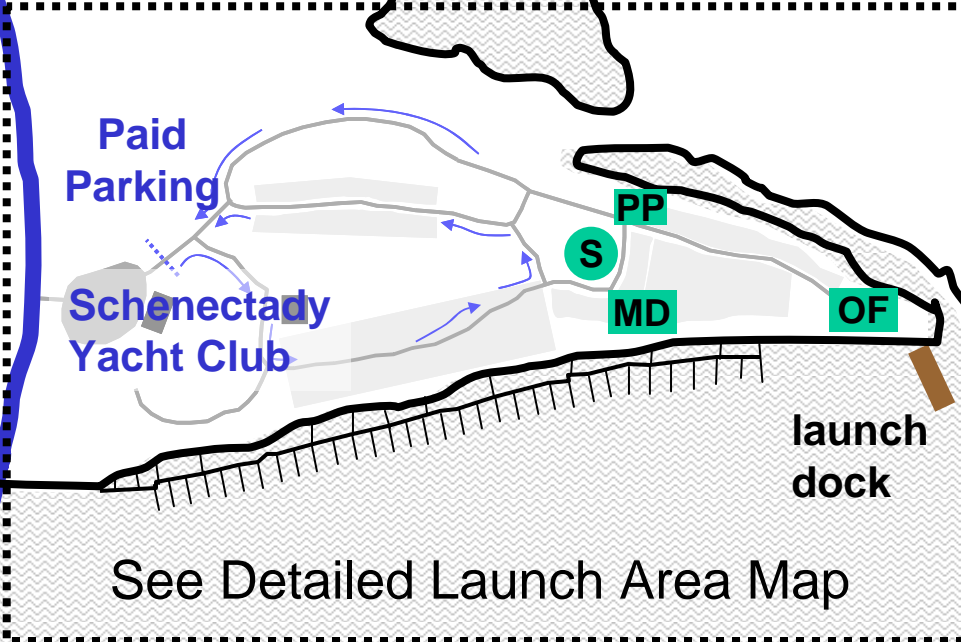 Paid
Parking
PP
S
Schenectady
Yacht Club
MD
OF
launch
dock
See Detailed Launch Area Map